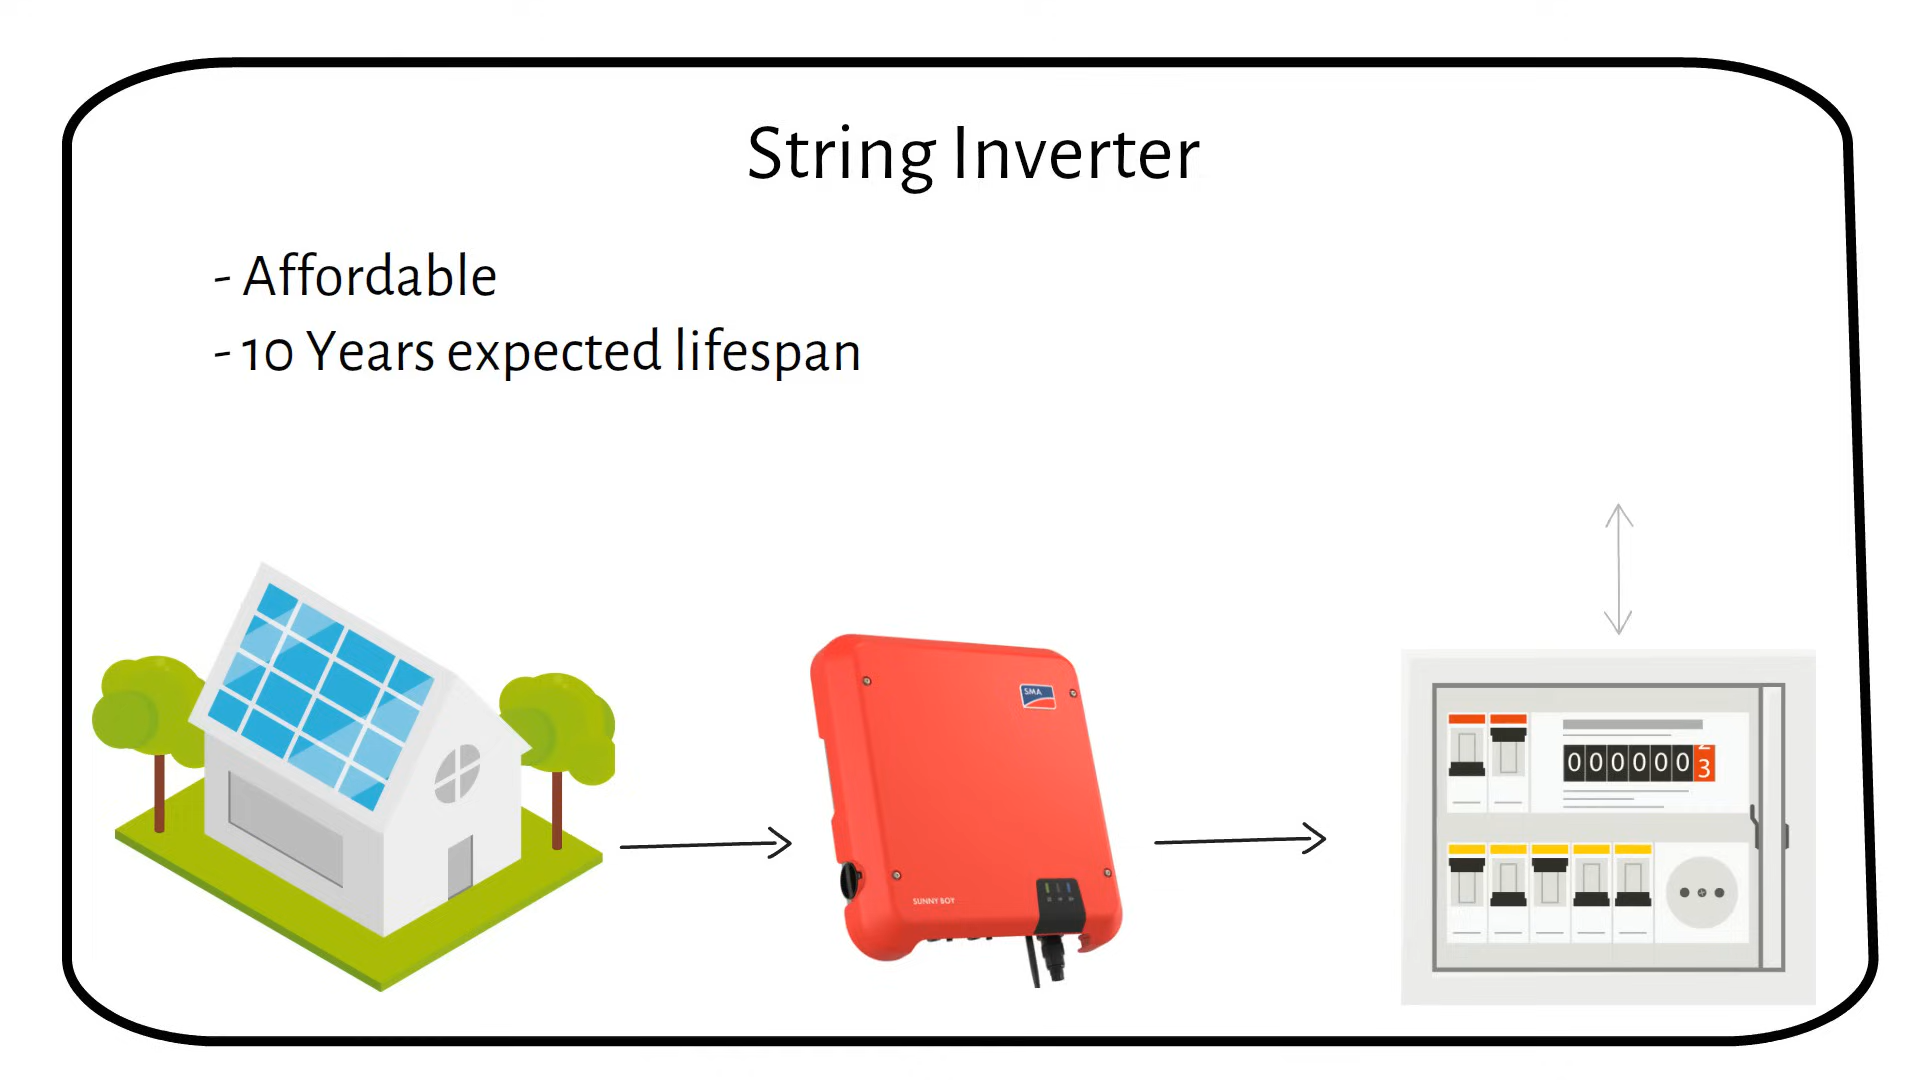 String Inverter
- Affordable
- 10 Years expected lifespan
SMA
SUNNY BOY
0000003